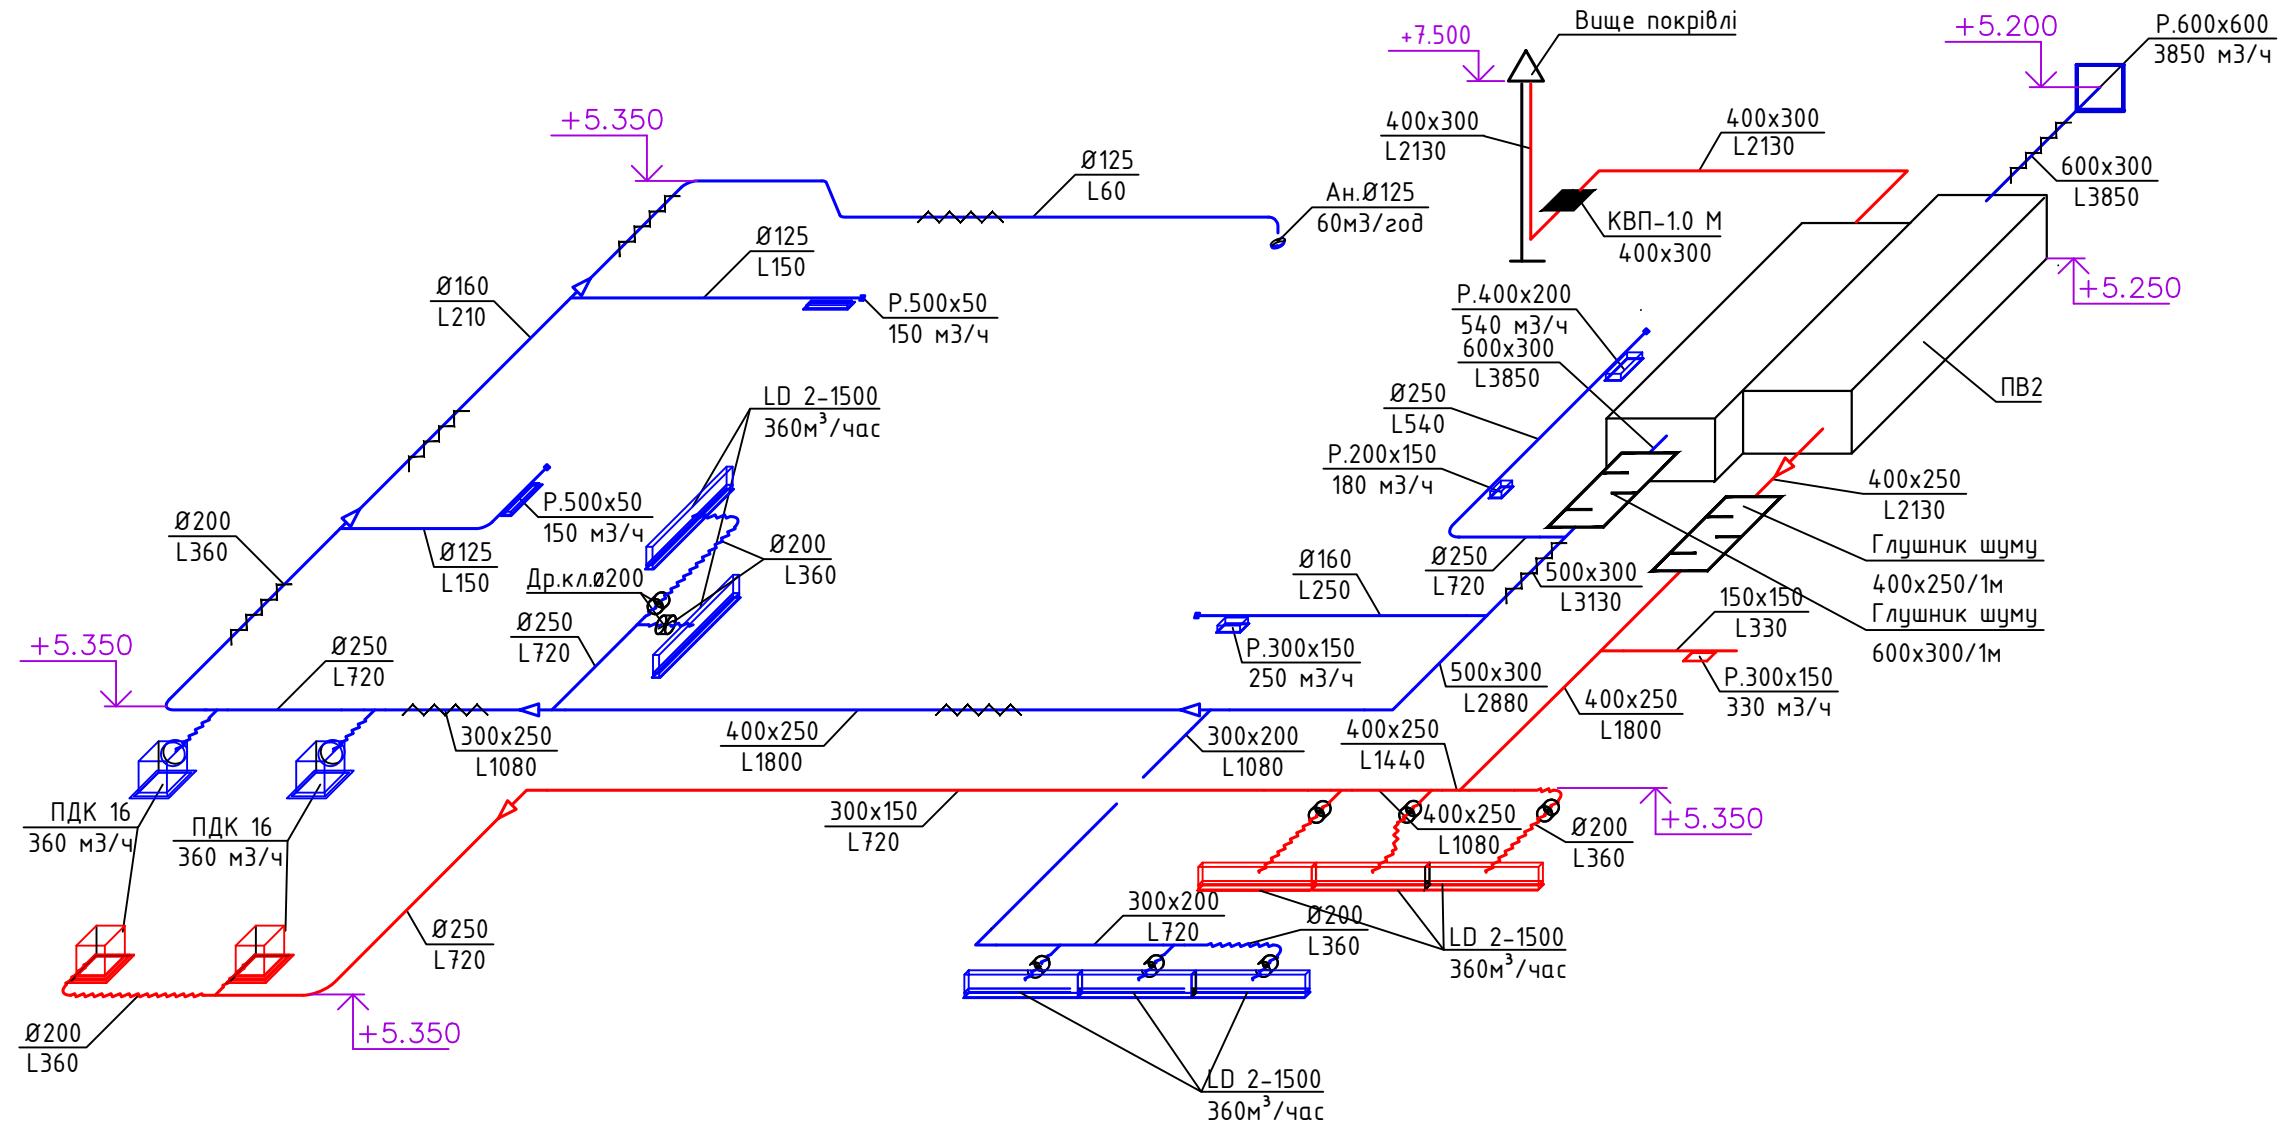 Вище покрівлі
+7.500
+5.200
Р.600х600
3850 м3/ч
+5.350
400х300
L2130
400х300
L2130
600х300
L3850
Ø125
L60
Ан.Ø125
60м3/год
КВП-1.0 М
400х300
Ø125
L150
Ø160
L210
Р.500х50
150 м3/ч
+5.250
Р.400х200
540 м3/ч
600х300
L3850
ПВ2
LD 2-1500
360м³/час
Ø250
L540
Р.200х150
180 м3/ч
400х250
L2130
Р.500х50
150 м3/ч
Ø200
L360
Ø125
L150
Ø200
L360
Др.кл.ø200
Ø250
L720
Ø160
L250
Ø250
L720
500х300
L3130
Глушник шуму
400х250/1м
150х150
L330
Глушник шуму
600х300/1м
+5.350
Ø250
L720
Р.300х150
250 м3/ч
500х300
L2880
400х250
L1800
Р.300х150
330 м3/ч
300х250
L1080
400х250
L1800
300х200
L1080
400х250
L1440
ПДК 16
360 м3/ч
ПДК 16
360 м3/ч
300х150
L720
400х250
L1080
Ø200
L360
+5.350
Ø250
L720
300х200
L720
Ø200
L360
LD 2-1500
360м³/час
+5.350
Ø200
L360
LD 2-1500
360м³/час